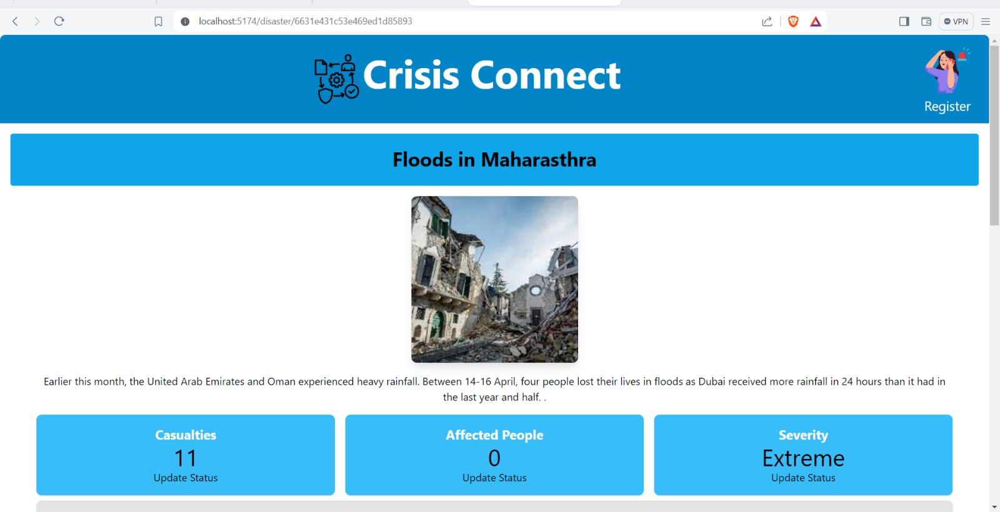 localhost:5174/disaster/6631e431c53e469ed1d85893
VPN
Crisis Connect
Register
Floods in Maharasthra
Earlier this month, the United Arab Emirates and Oman experienced heavy rainfall. Between 14-16 April, four people lost their lives in floods as Dubai received more rainfall in 24 hours than it had in
the last year and half. .
Casualties
11
Update Status
Affected People
0
Update Status
Severity
Extreme
Update Status